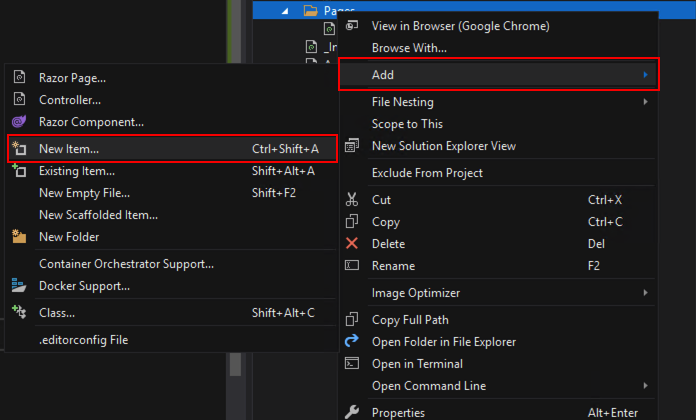 Pages
_In
View in Browser (Google Chrome)
Browse With...
Add
File Nesting
Scope to This
New Solution Explorer View
Exclude From Project
Cut Ctrl+X
Copy Ctrl+C
Delete Del
Rename F2
Image Optimizer
Copy Full Path
Open Folder in File Explorer
Open in Terminal
Open Command Line
Properties Alt+Enter
Razor Page...
Controller...
Razor Component...
New Item... Ctrl+Shift+A
Existing Item... Shift+Alt+A
New Empty File... Shift+F2
New Scaffolded Item...
New Folder
Container Orchestrator Support...
Docker Support...
Class... Shift+Alt+C
.editorconfig File